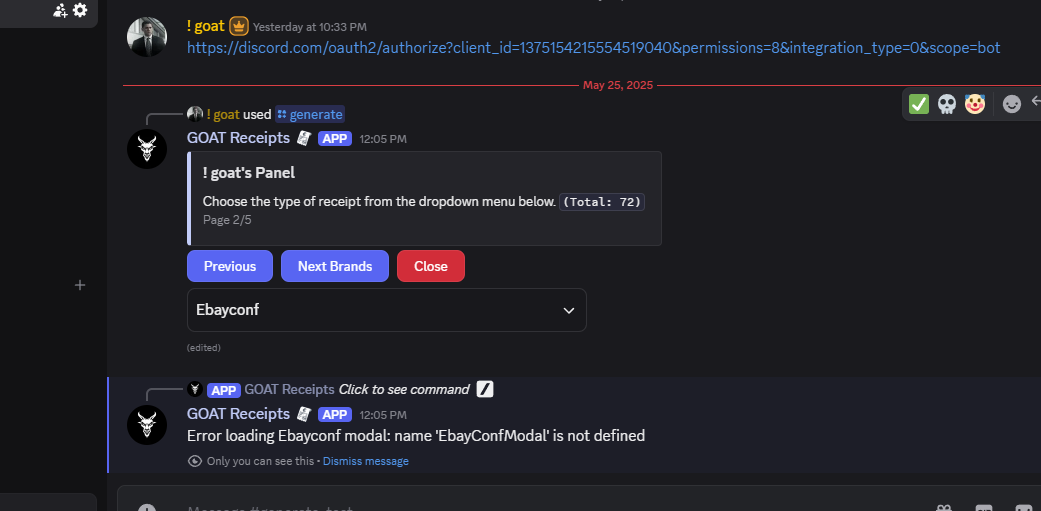 ! goat Yesterday at 10:33 PM
https://discord.com/oauth2/authorize?client_id=1375154215554519040&permissions=8&integration_type=0&scope=bot
May 25, 2025
! goat used generate
GOAT Receipts APP 12:05 PM
! goat's Panel
Choose the type of receipt from the dropdown menu below. (Total: 72)
Page 2/5
Previous Next Brands Close
Ebayconf
(edited)
APP GOAT Receipts Click to see command
GOAT Receipts APP 12:05 PM
Error loading Ebayconf modal: name 'EbayConfModal' is not defined
Only you can see this • Dismiss message